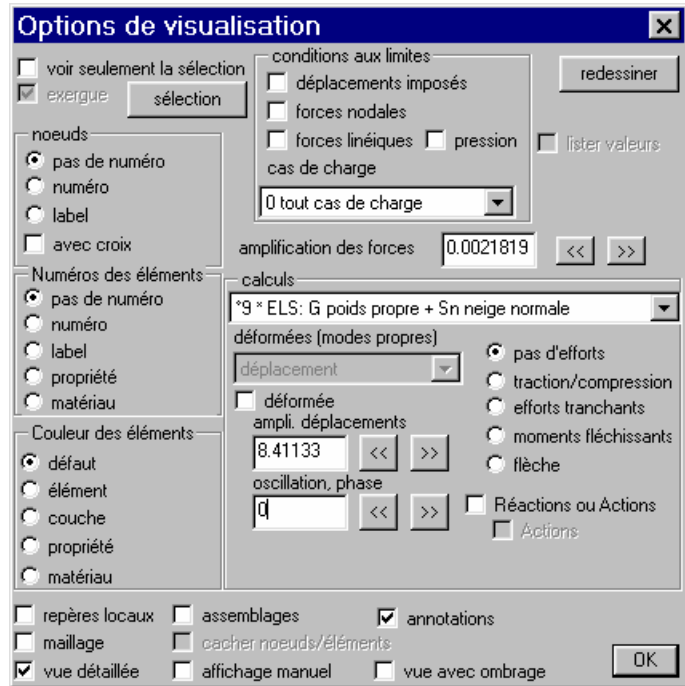 Options de visualisation
voir seulement la sélection
exergue
sélection
noeuds
pas de numéro
numéro
label
avec croix
conditions aux limites
déplacements imposés
forces nodales
forces linéiques
pression
cas de charge
0 tout cas de charge
redessiner
lister valeurs
amplification des forces
0.0021819
<<
>>
Numéros des éléments
pas de numéro
numéro
label
propriété
matériau
Couleur des éléments
défaut
élément
couche
propriété
matériau
calculs
*9 * ELS: G poids propre + Sn neige normale
déformées (modes propres)
déplacement
déformée
ampli. déplacements
8.41133
<<
>>
oscillation, phase
0
<<
>>
pas d'efforts
traction/compression
efforts tranchants
moments fléchissants
flèche
Réactions ou Actions
Actions
repères locaux
assemblages
annotations
maillage
cacher noeuds/éléments
vue détaillée
affichage manuel
vue avec ombrage
OK